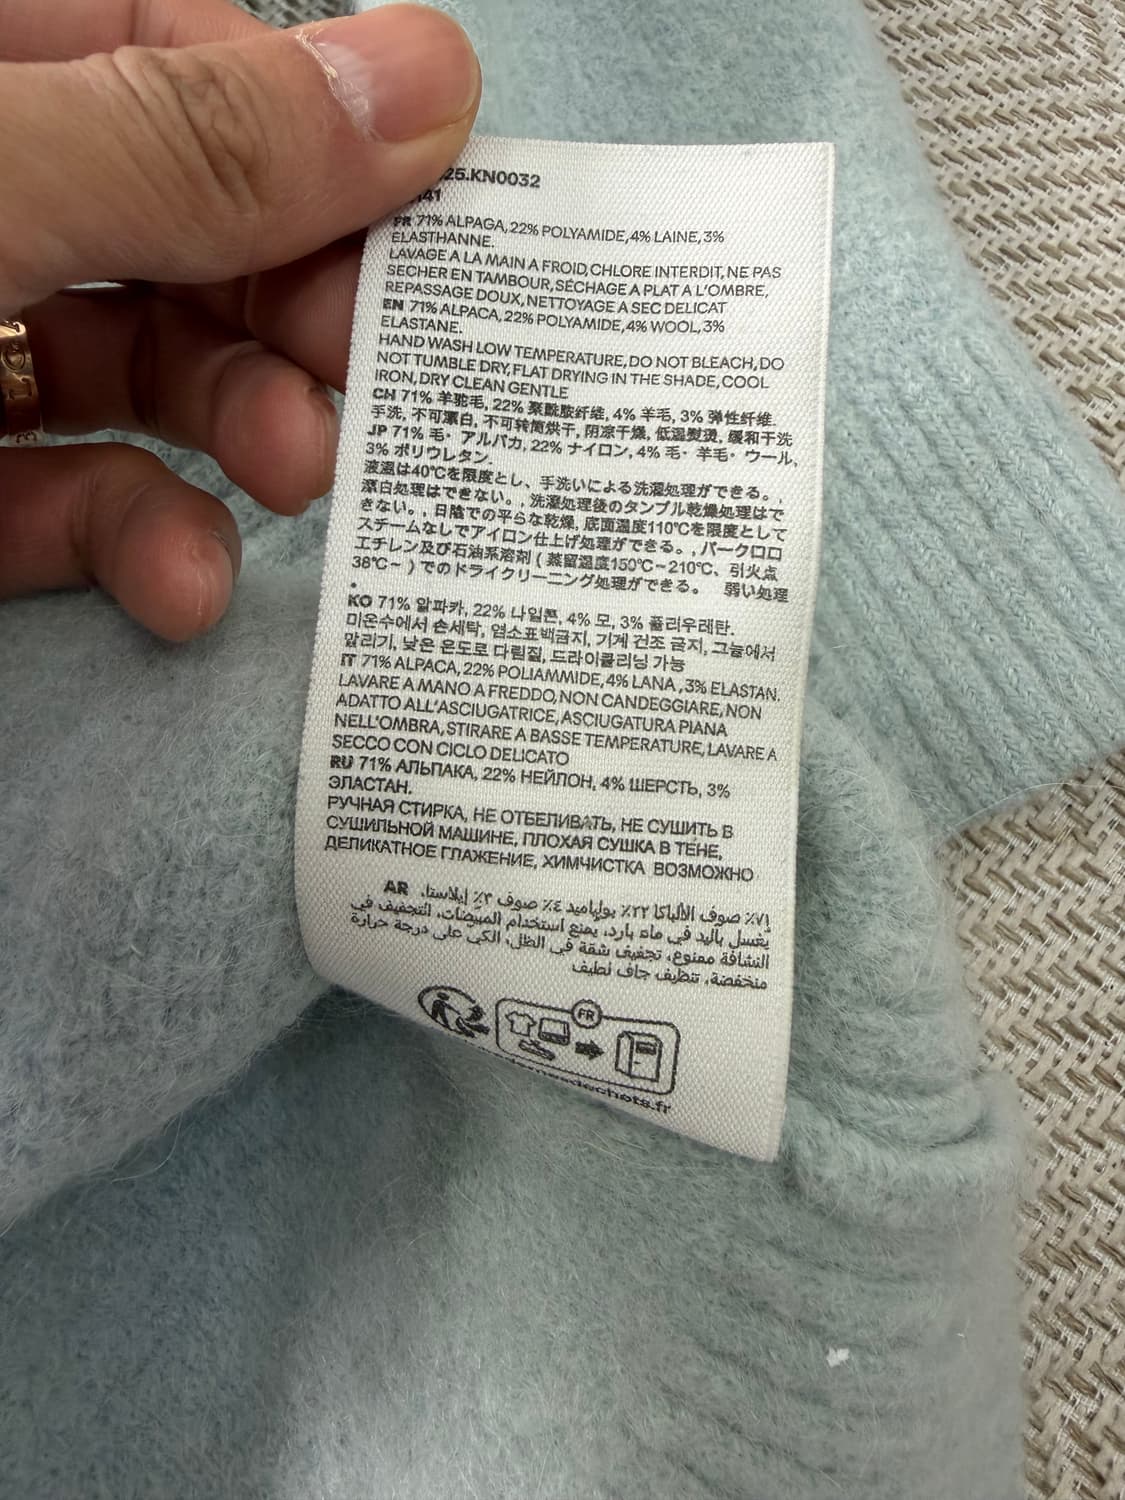 25.KN0032
141
FR 71% ALPAGA, 22% POLYAMIDE, 4% LAINE, 3%
ELASTHANNE.
LAVAGE A LA MAIN A FROID, CHLORE INTERDIT, NE PAS
SECHER EN TAMBOUR, SÉCHAGE A PLAT A L'OMBRE,
REPASSAGE DOUX, NETTOYAGE A SEC DELICAT
EN 71% ALPACA, 22% POLYAMIDE, 4% WOOL, 3%
ELASTANE.
HAND WASH LOW TEMPERATURE, DO NOT BLEACH, DO
NOT TUMBLE DRY, FLAT DRYING IN THE SHADE, COOL
IRON, DRY CLEAN GENTLE
CH 71% 羊驼毛, 22% 聚酰胺纤维, 4% 羊毛, 3% 弹性纤维.
手洗, 不可漂白, 不可转筒烘干, 阴凉干燥, 低温熨烫, 缓和干洗
JP 71% 毛・アルパカ, 22% ナイロン, 4% 毛・羊毛・ウール,
3% ポリウレタン.
液温は40℃を限度とし、手洗いによる洗濯処理ができる。,
漂白処理はできない。, 洗濯処理後のタンブル乾燥処理はで
きない。, 日陰での平らな乾燥, 底面温度110℃を限度として
スチームなしでアイロン仕上げ処理ができる。, パークロロ
エチレン及び石油系溶剤 ( 蒸留温度150℃~210℃、引火点
38℃~ ) でのドライクリーニング処理ができる。 弱い処理
。
KO 71% 알파카, 22% 나일론, 4% 모, 3% 폴리우레탄.
미온수에서 손세탁, 염소표백금지, 기계 건조 금지, 그늘에서
말리기, 낮은 온도로 다림질, 드라이클리닝 가능
IT 71% ALPACA, 22% POLIAMMIDE, 4% LANA ,3% ELASTAN.
LAVARE A MANO A FREDDO, NON CANDEGGIARE, NON
ADATTO ALL'ASCIUGATRICE, ASCIUGATURA PIANA
NELL'OMBRA, STIRARE A BASSE TEMPERATURE, LAVARE A
SECCO CON CICLO DELICATO
RU 71% АЛЬПАКА, 22% НЕЙЛОН, 4% ШЕРСТЬ, 3%
ЭЛАСТАН.
РУЧНАЯ СТИРКА, НЕ ОТБЕЛИВАТЬ, НЕ СУШИТЬ В
СУШИЛЬНОЙ МАШИНЕ, ПЛОХАЯ СУШКА В ТЕНЕ,
ДЕЛИКАТНОЕ ГЛАЖЕНИЕ, ХИМЧИСТКА ВОЗМОЖНО
AR
٧١٪ صوف الألباكا ٢٢٪ بولياميد ٤٪ صوف ٣٪ إيلاستا.
يغسل باليد في ماء بارد، يمنع استخدام المبيضات، التجفيف في
النشافة ممنوع، تجفيف شقة في الظل، الكي على درجة حرارة
منخفضة، تنظيف جاف لطيف
FR